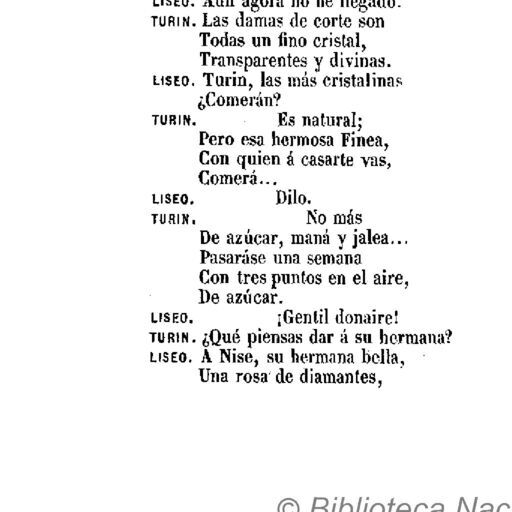 LISEO. Aun agora no he llegado.
TURIN. Las damas de corte son
Todas un fino cristal,
Transparentes y divinas.
LISEO. Turin, las más cristalinas
¿Comerán?
TURIN. Es natural;
Pero esa hermosa Finea,
Con quien á casarte vas,
Comerá...
LISEO. Dilo.
TURIN. No más
De azúcar, maná y jalea...
Pasaráse una semana
Con tres puntos en el aire,
De azúcar.
LISEO. ¡Gentil donaire!
TURIN. ¿Qué piensas dar á su hermana?
LISEO. A Nise, su hermana bella,
Una rosa de diamantes,
© Biblioteca Nac